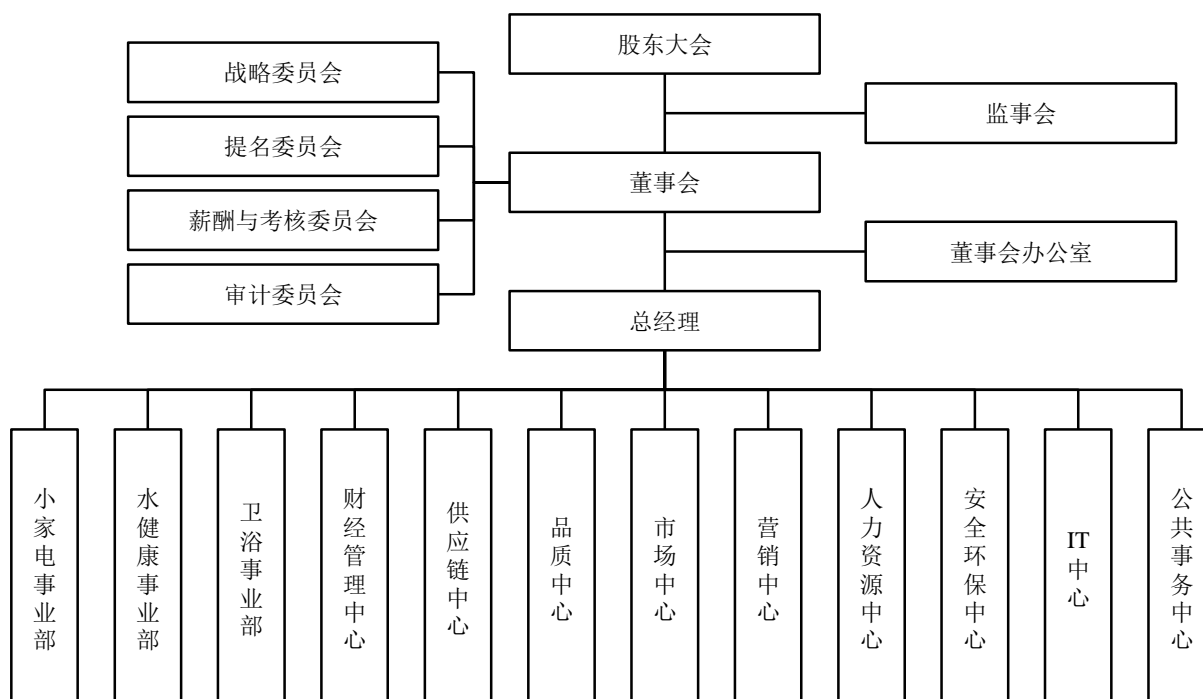 股东大会
战略委员会
监事会
提名委员会
董事会
薪酬与考核委员会
董事会办公室
审计委员会
总经理
小家电事业部
水健康事业部
卫浴事业部
财经管理中心
供应链中心
品质中心
市场中心
营销中心
人力资源中心
安全环保中心
IT中心
公共事务中心